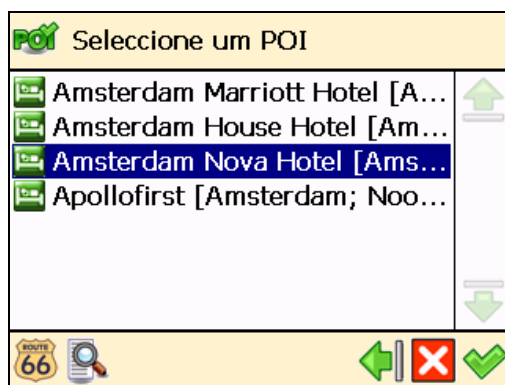 POI Seleccione um POI
Amsterdam Marriott Hotel [A...
Amsterdam House Hotel [Am...
Amsterdam Nova Hotel [Ams...
Apollofirst [Amsterdam; Noo...
ROUTE
66